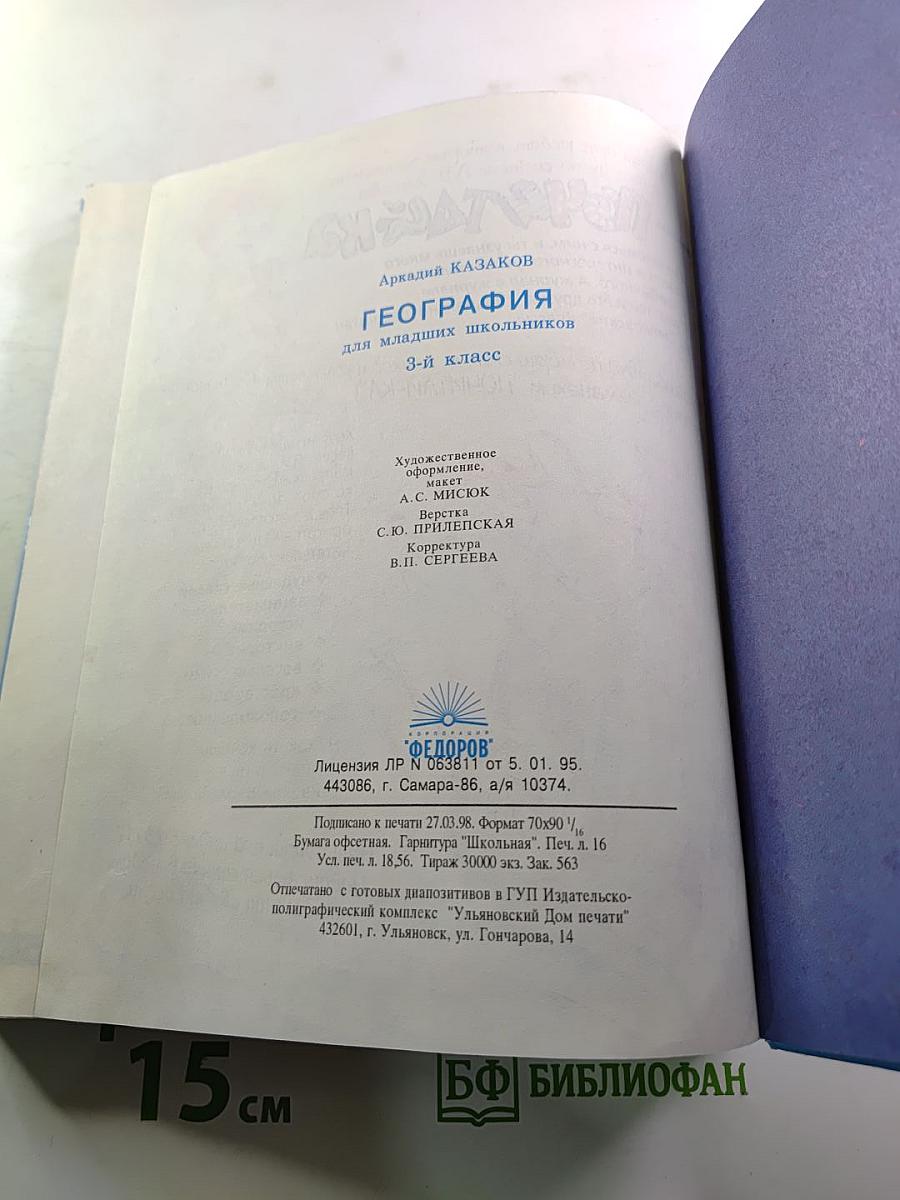 Аркадий КАЗАКОВ
ГЕОГРАФИЯ
для младших школьников
3-й класс
Художественное
оформление,
макет
А.С. МИСЮК
Верстка
С.Ю. ПРИЛЕПСКАЯ
Корректура
В.П. СЕРГЕЕВА
КОРПОРАЦИЯ
"ФЕДОРОВ"
Лицензия ЛР N 063811 от 5. 01. 95.
443086, г. Самара-86, а/я 10374.
Подписано к печати 27.03.98. Формат 70х90 1/16
Бумага офсетная. Гарнитура "Школьная". Печ. л. 16
Усл. печ. л. 18,56. Тираж 30000 экз. Зак. 563
Отпечатано с готовых диапозитивов в ГУП Издательско-
полиграфический комплекс "Ульяновский Дом печати"
432601, г. Ульяновск, ул. Гончарова, 14
15 см
БФ БИБЛИОФАН